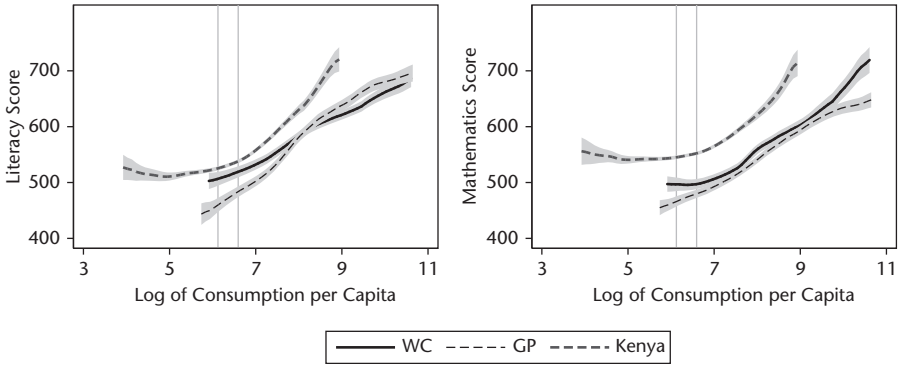 Literacy Score
700
600
500
400
3 5 7 9 11
Log of Consumption per Capita
Mathematics Score
700
600
500
400
3 5 7 9 11
Log of Consumption per Capita
WC GP Kenya